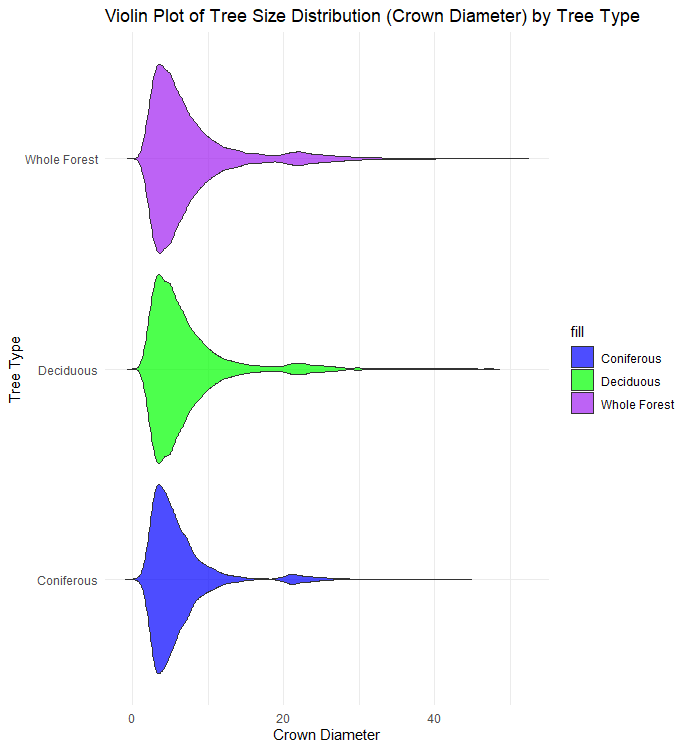 Violin Plot of Tree Size Distribution (Crown Diameter) by Tree Type
Tree Type
Whole Forest
Deciduous
Coniferous
0
20
40
Crown Diameter
fill
Coniferous
Deciduous
Whole Forest